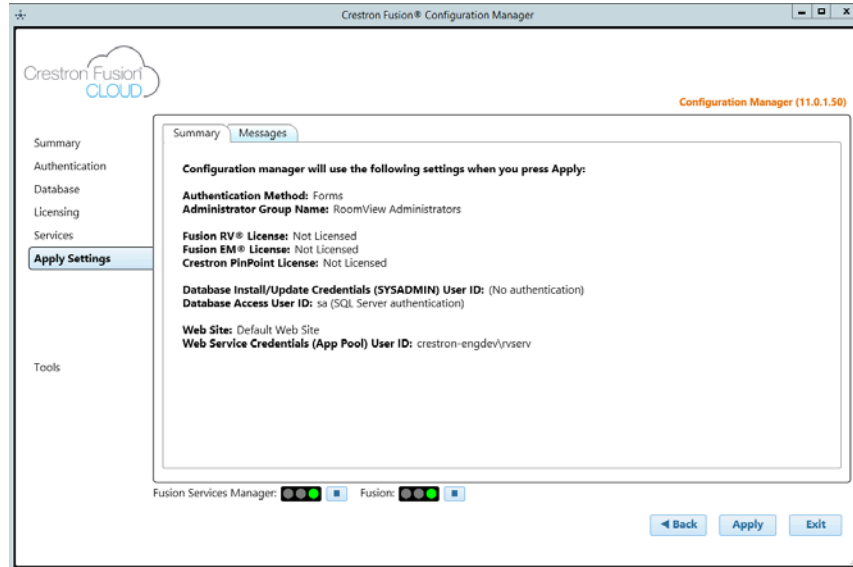 Crestron Fusion® Configuration Manager
Crestron Fusion®
CLOUD
Configuration Manager (11.0.1.50)
Summary
Authentication
Database
Licensing
Services
Apply Settings
Tools
Summary
Messages
Configuration manager will use the following settings when you press Apply:
Authentication Method: Forms
Administrator Group Name: RoomView Administrators
Fusion RV® License: Not Licensed
Fusion EM® License: Not Licensed
Crestron PinPoint License: Not Licensed
Database Install/Update Credentials (SYSADMIN) User ID: (No authentication)
Database Access User ID: sa (SQL Server authentication)
Web Site: Default Web Site
Web Service Credentials (App Pool) User ID: crestron-engdev\rvserv
Fusion Services Manager:
Fusion:
Back
Apply
Exit